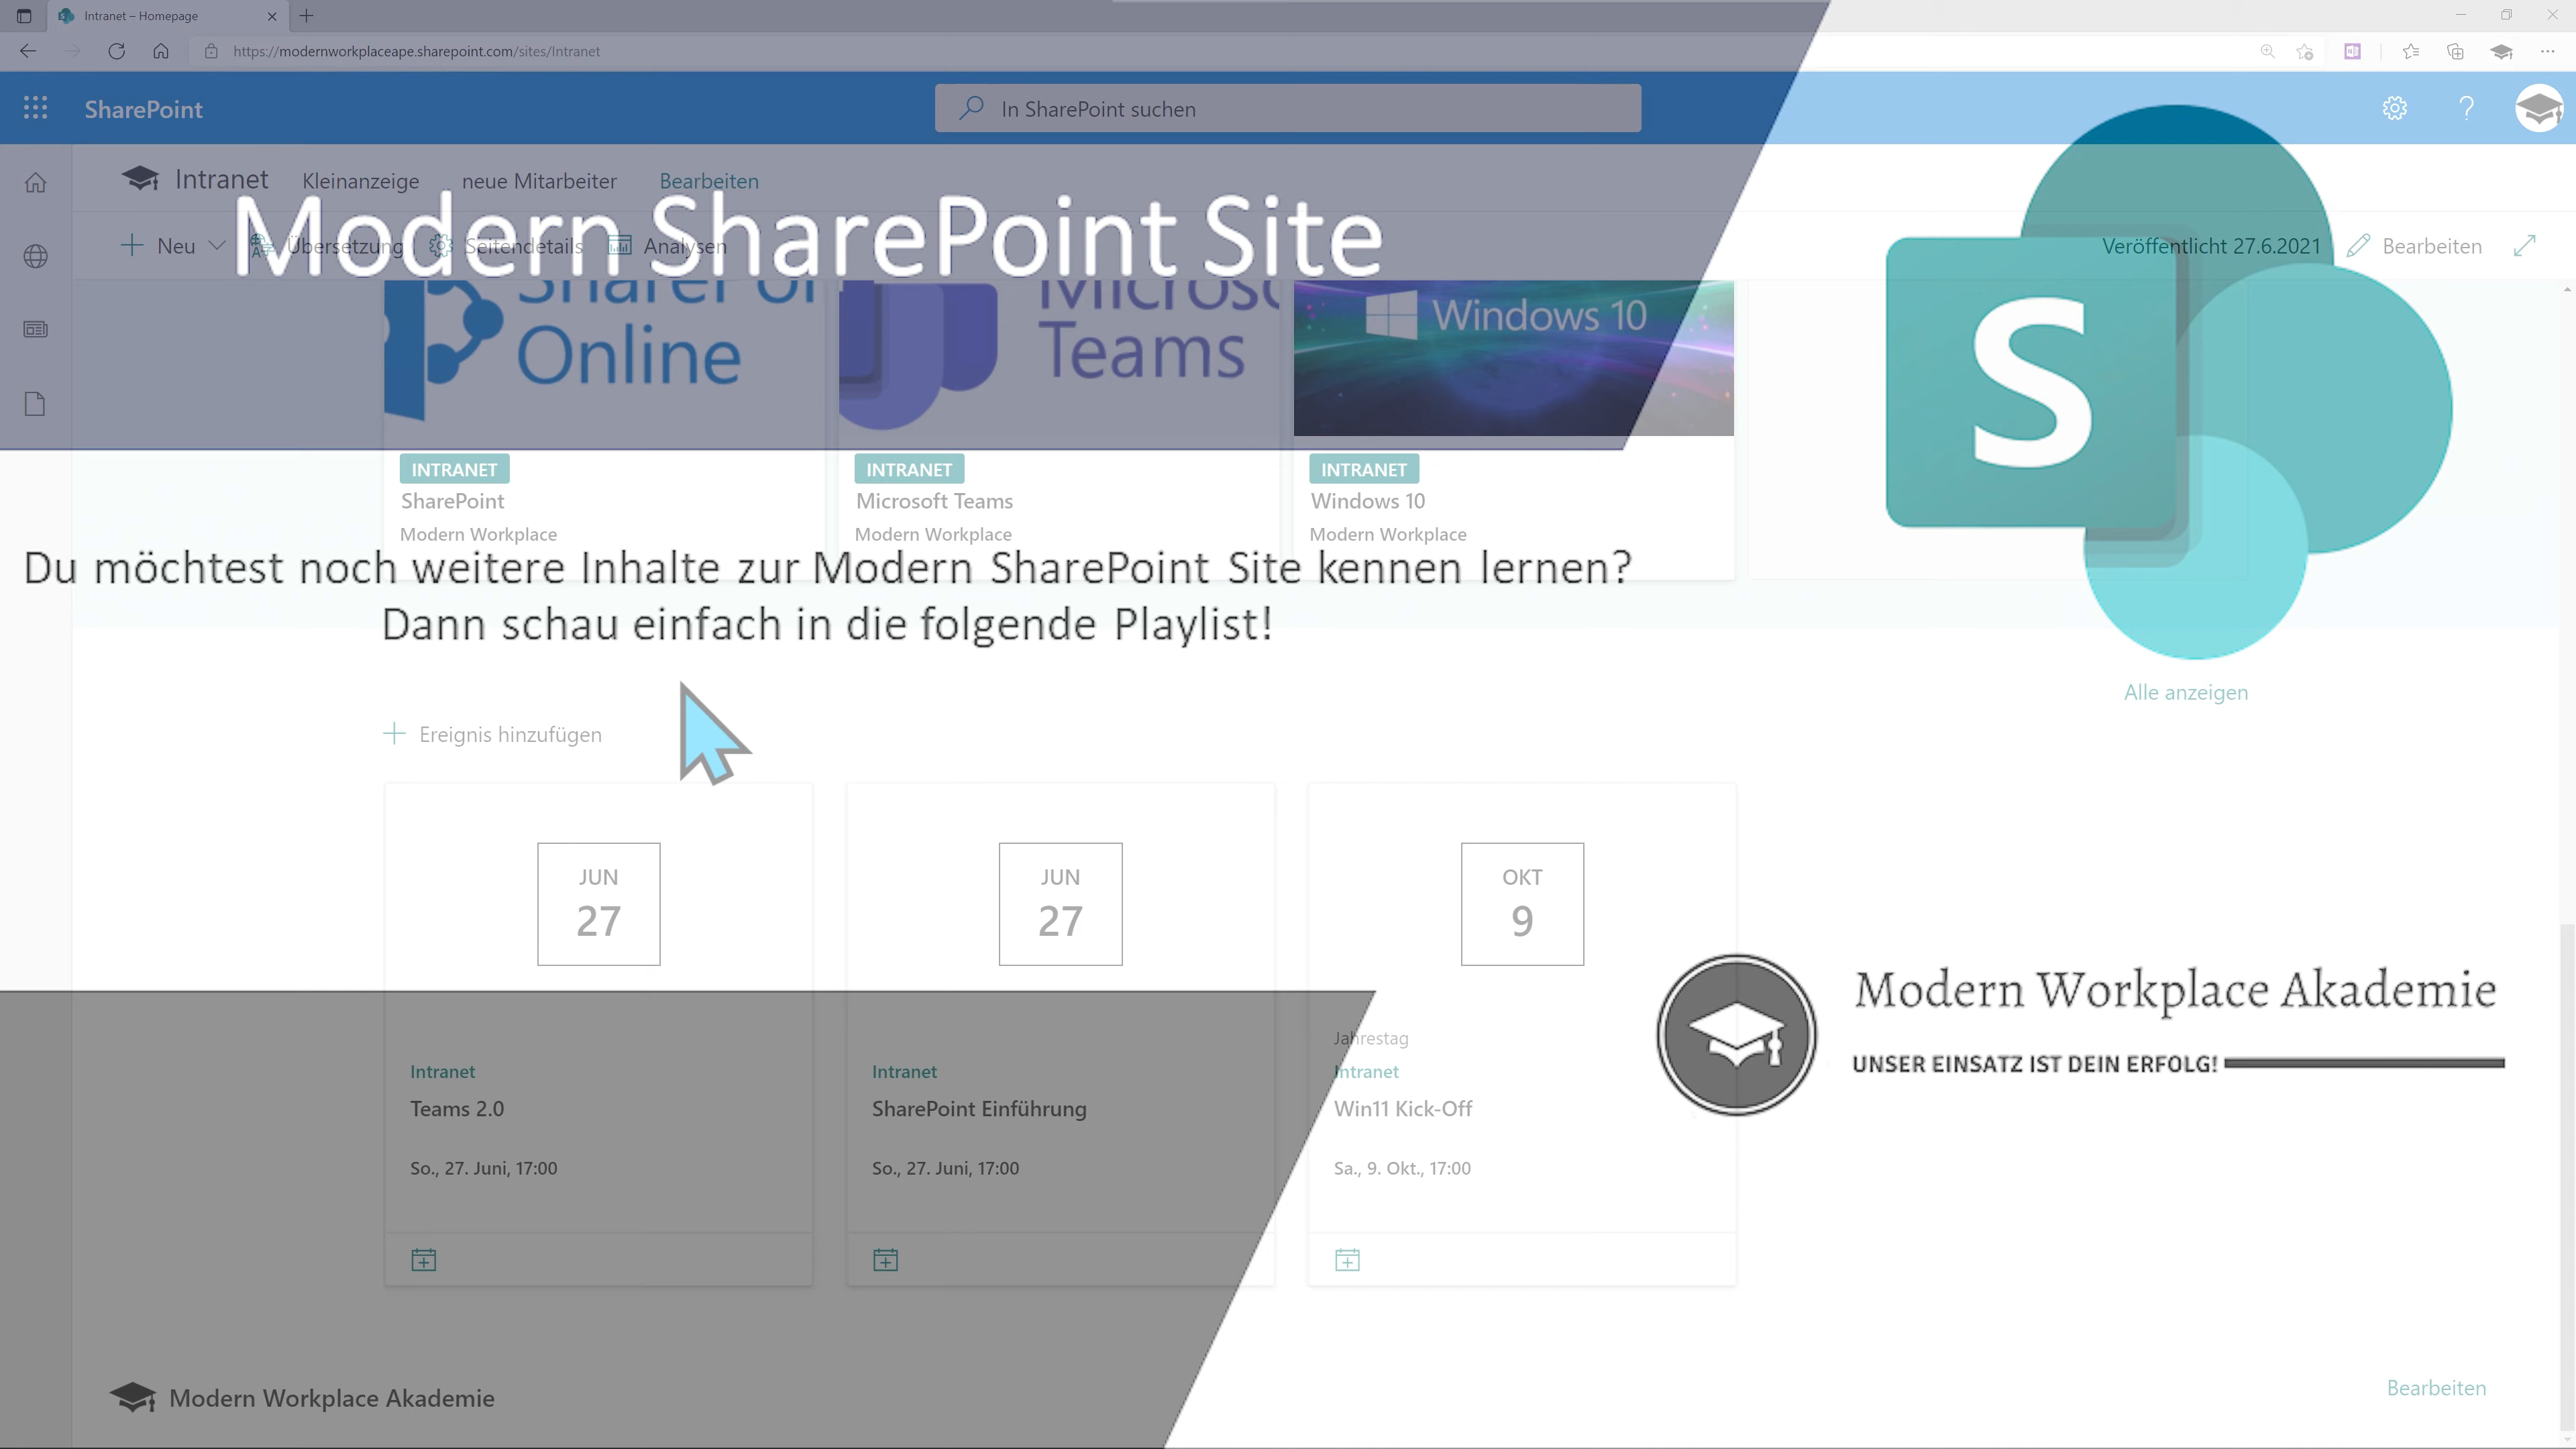 Intranet – Homepage
https://modernworkplaceape.sharepoint.com/sites/Intranet
SharePoint
In SharePoint suchen
Intranet Kleinanzeige neue Mitarbeiter Bearbeiten
Modern SharePoint Site
Neu Übersetzung Seitendetails Analysen
Veröffentlicht 27.6.2021 Bearbeiten
Online
Teams
Windows 10
S
INTRANET
SharePoint
Modern Workplace
INTRANET
Microsoft Teams
Modern Workplace
INTRANET
Windows 10
Modern Workplace
Du möchtest noch weitere Inhalte zur Modern SharePoint Site kennen lernen?
Dann schau einfach in die folgende Playlist!
Alle anzeigen
Ereignis hinzufügen
JUN
27
Intranet
Teams 2.0
So., 27. Juni, 17:00
JUN
27
Intranet
SharePoint Einführung
So., 27. Juni, 17:00
OKT
9
Jahrestag
Intranet
Win11 Kick-Off
Sa., 9. Okt., 17:00
Modern Workplace Akademie
UNSER EINSATZ IST DEIN ERFOLG!
Modern Workplace Akademie
Bearbeiten